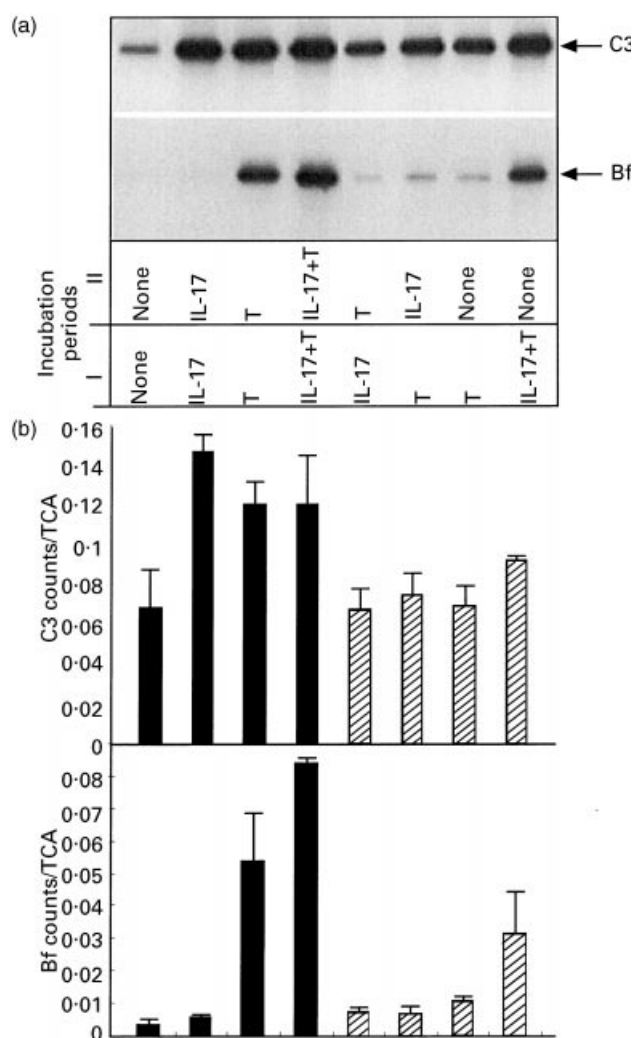 (a)
C3
Bf
Incubation periods
II
None
IL-17
T
IL-17+T
T
IL-17
None
None
I
None
IL-17
T
IL-17+T
IL-17
T
T
IL-17+T
(b)
C3 counts/TCA
0·16
0·14
0·12
0·1
0·08
0·06
0·04
0·02
0
Bf counts/TCA
0·08
0·07
0·06
0·05
0·04
0·03
0·02
0·01
0